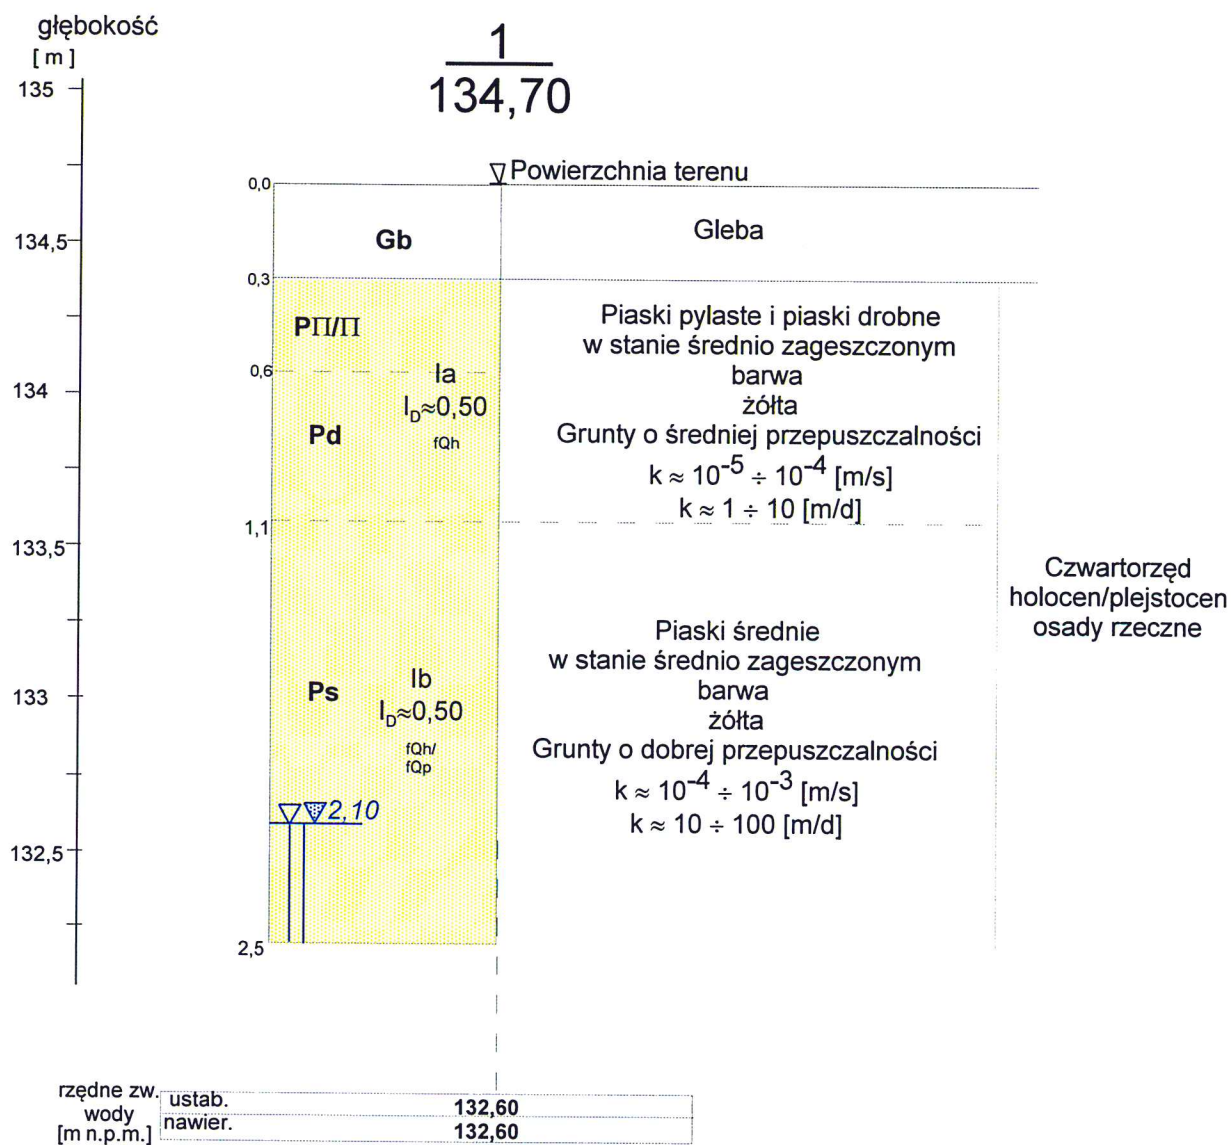 głębokość
[ m ]
1
134,70
135
134,5
134
133,5
133
132,5
Powierzchnia terenu
0,0
Gb
Gleba
0,3
PΠ/Π
0,6
Ia
I_D≈0,50
fQh
Pd
Piaski pylaste i piaski drobne
w stanie średnio zageszczonym
barwa
żółta
Grunty o średniej przepuszczalności
k ≈ 10⁻⁵ ÷ 10⁻⁴ [m/s]
k ≈ 1 ÷ 10 [m/d]
1,1
Ps
Ib
I_D≈0,50
fQh/
fQp
Piaski średnie
w stanie średnio zagęszczonym
barwa
żółta
Grunty o dobrej przepuszczalności
k ≈ 10⁻⁴ ÷ 10⁻³ [m/s]
k ≈ 10 ÷ 100 [m/d]
Czwartorzęd
holocen/plejstocen
osady rzeczne
2,10
2,5
rzędne zw.
wody
[m n.p.m.]
ustab. 132,60
nawier. 132,60